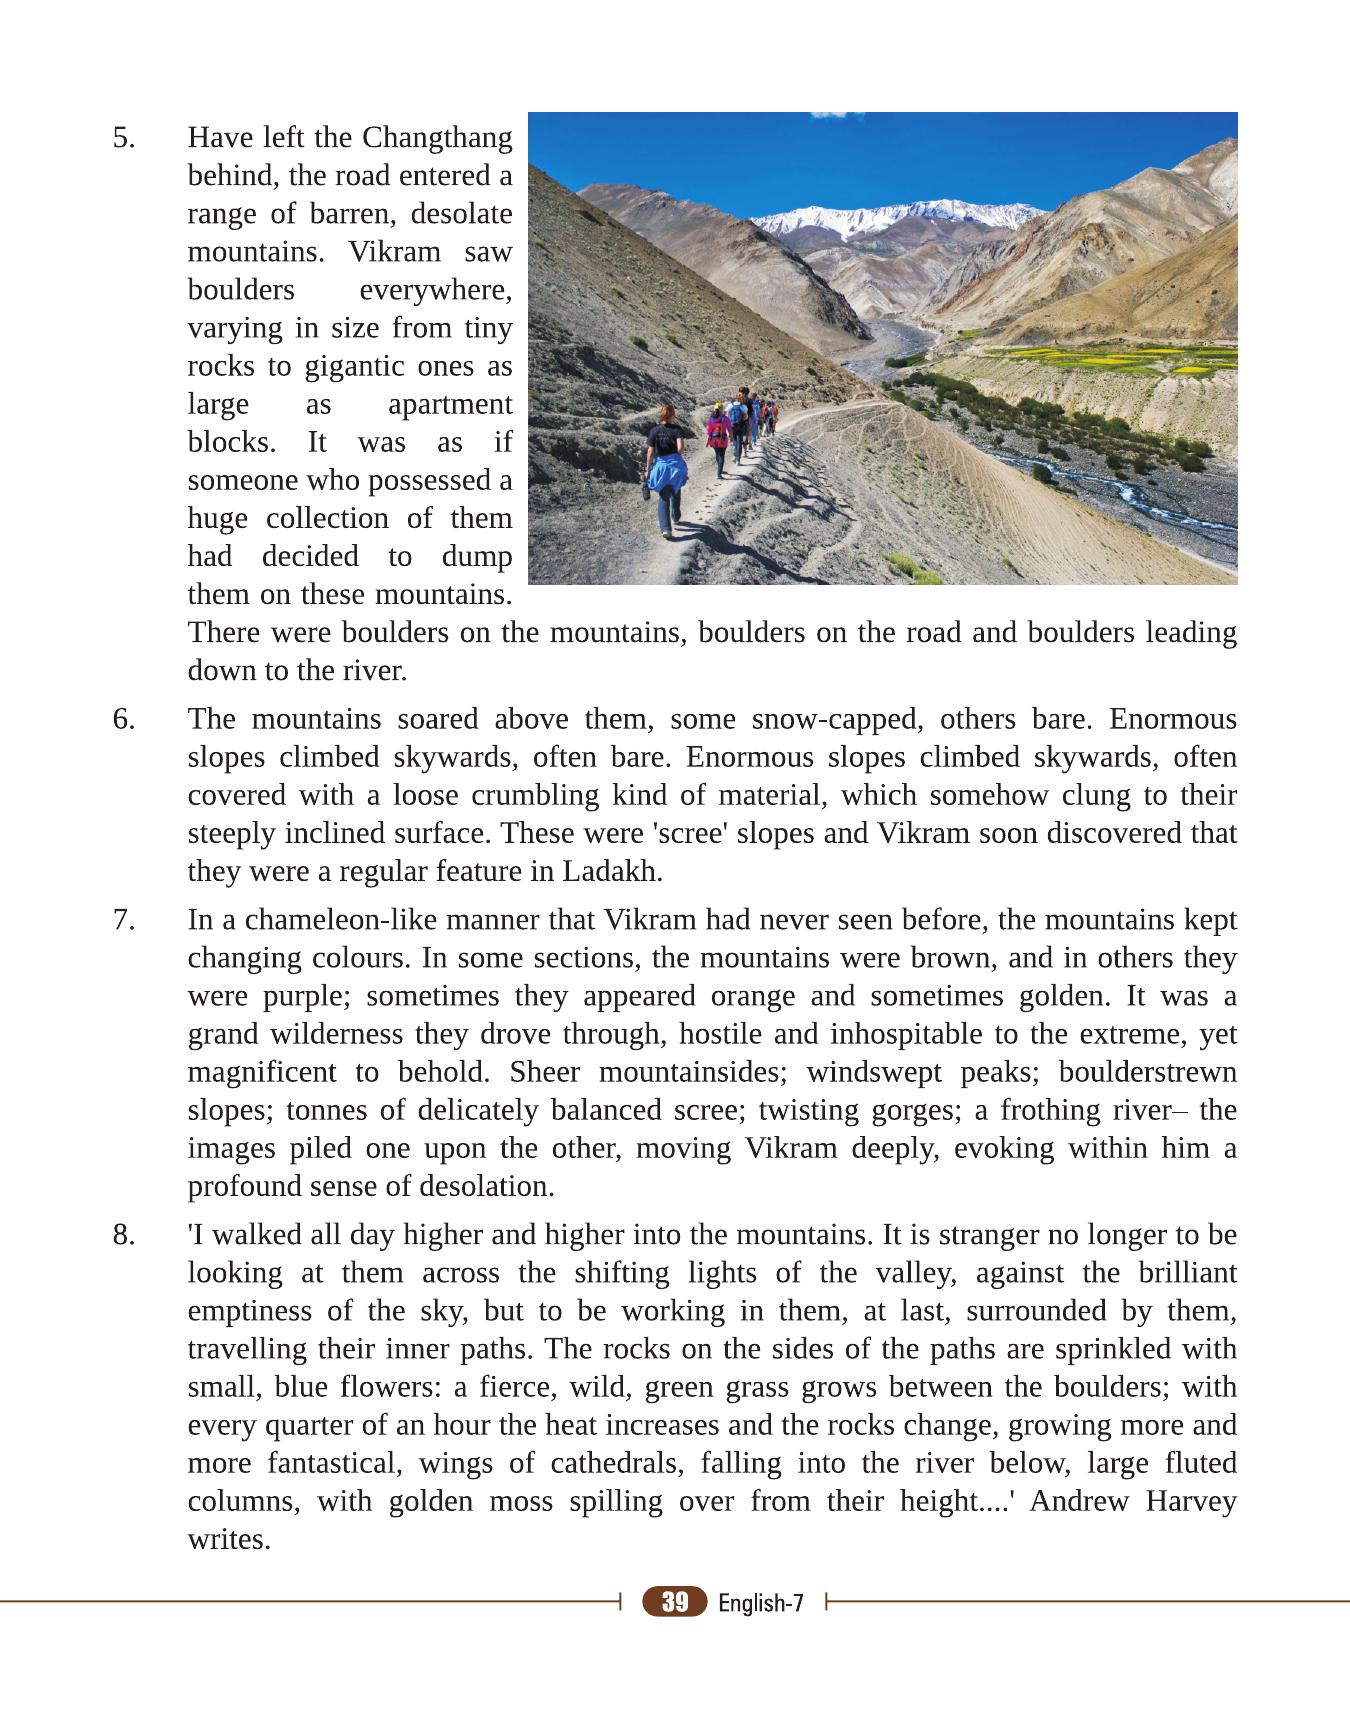 5. Have left the Changthang
behind, the road entered a
range of barren, desolate
mountains. Vikram saw
boulders everywhere,
varying in size from tiny
rocks to gigantic ones as
large as apartment
blocks. It was as if
someone who possessed a
huge collection of them
had decided to dump
them on these mountains.
There were boulders on the mountains, boulders on the road and boulders leading
down to the river.
6. The mountains soared above them, some snow-capped, others bare. Enormous
slopes climbed skywards, often bare. Enormous slopes climbed skywards, often
covered with a loose crumbling kind of material, which somehow clung to their
steeply inclined surface. These were 'scree' slopes and Vikram soon discovered that
they were a regular feature in Ladakh.
7. In a chameleon-like manner that Vikram had never seen before, the mountains kept
changing colours. In some sections, the mountains were brown, and in others they
were purple; sometimes they appeared orange and sometimes golden. It was a
grand wilderness they drove through, hostile and inhospitable to the extreme, yet
magnificent to behold. Sheer mountainsides; windswept peaks; boulderstrewn
slopes; tonnes of delicately balanced scree; twisting gorges; a frothing river– the
images piled one upon the other, moving Vikram deeply, evoking within him a
profound sense of desolation.
8. 'I walked all day higher and higher into the mountains. It is stranger no longer to be
looking at them across the shifting lights of the valley, against the brilliant
emptiness of the sky, but to be working in them, at last, surrounded by them,
travelling their inner paths. The rocks on the sides of the paths are sprinkled with
small, blue flowers: a fierce, wild, green grass grows between the boulders; with
every quarter of an hour the heat increases and the rocks change, growing more and
more fantastical, wings of cathedrals, falling into the river below, large fluted
columns, with golden moss spilling over from their height....' Andrew Harvey
writes.
39 English-7